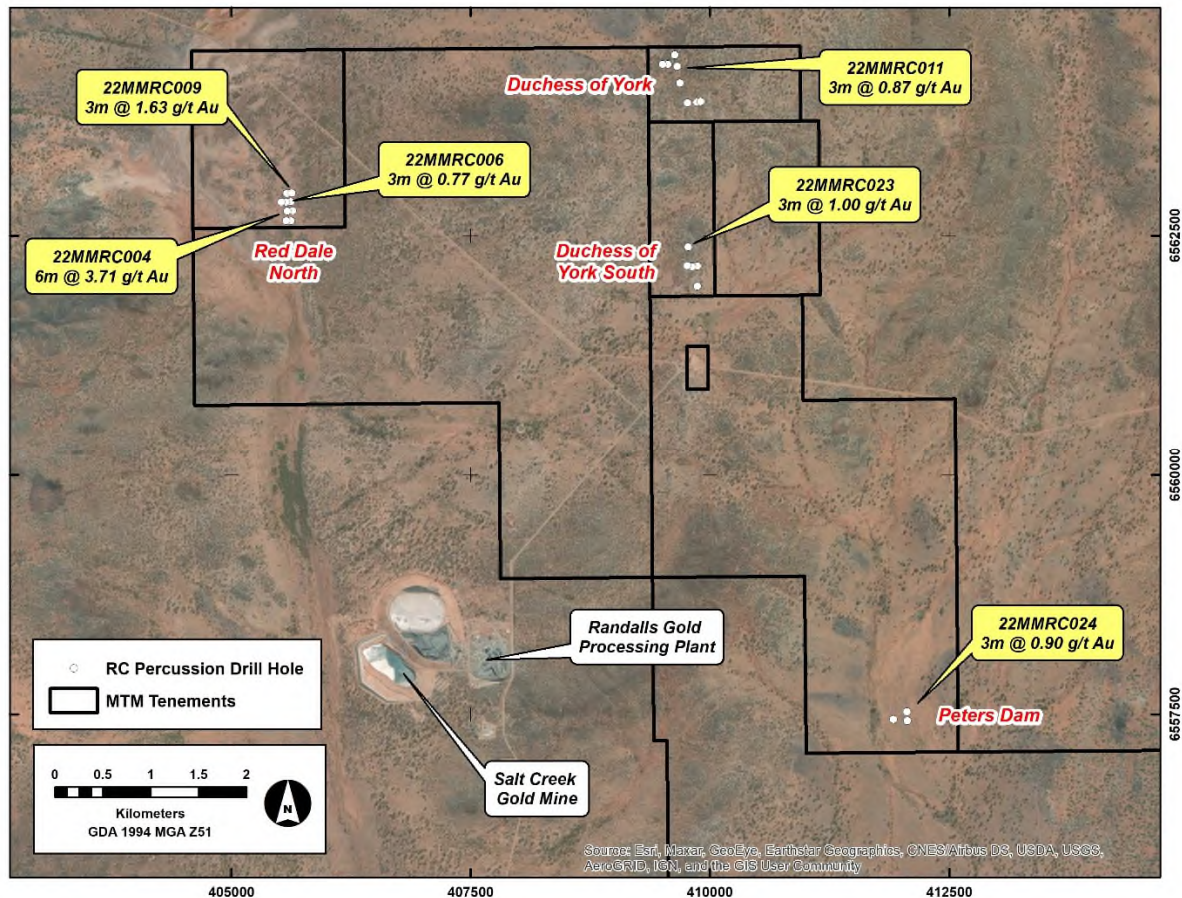 22MMRC009
3m @ 1.63 g/t Au
22MMRC006
3m @ 0.77 g/t Au
22MMRC004
6m @ 3.71 g/t Au
Red Dale
North
Duchess of York
22MMRC011
3m @ 0.87 g/t Au
22MMRC023
3m @ 1.00 g/t Au
Duchess of
York South
6562500
6560000
6557500
Randalls Gold
Processing Plant
22MMRC024
3m @ 0.90 g/t Au
Peters Dam
Salt Creek
Gold Mine
RC Percussion Drill Hole
MTM Tenements
0 0.5 1 1.5 2
Kilometers
GDA 1994 MGA Z51
N
Source: Esri, Maxar, GeoEye, Earthstar Geographics, CNES/Airbus DS, USDA, USGS,
AeroGRID, IGN, and the GIS User Community
405000
407500
410000
412500